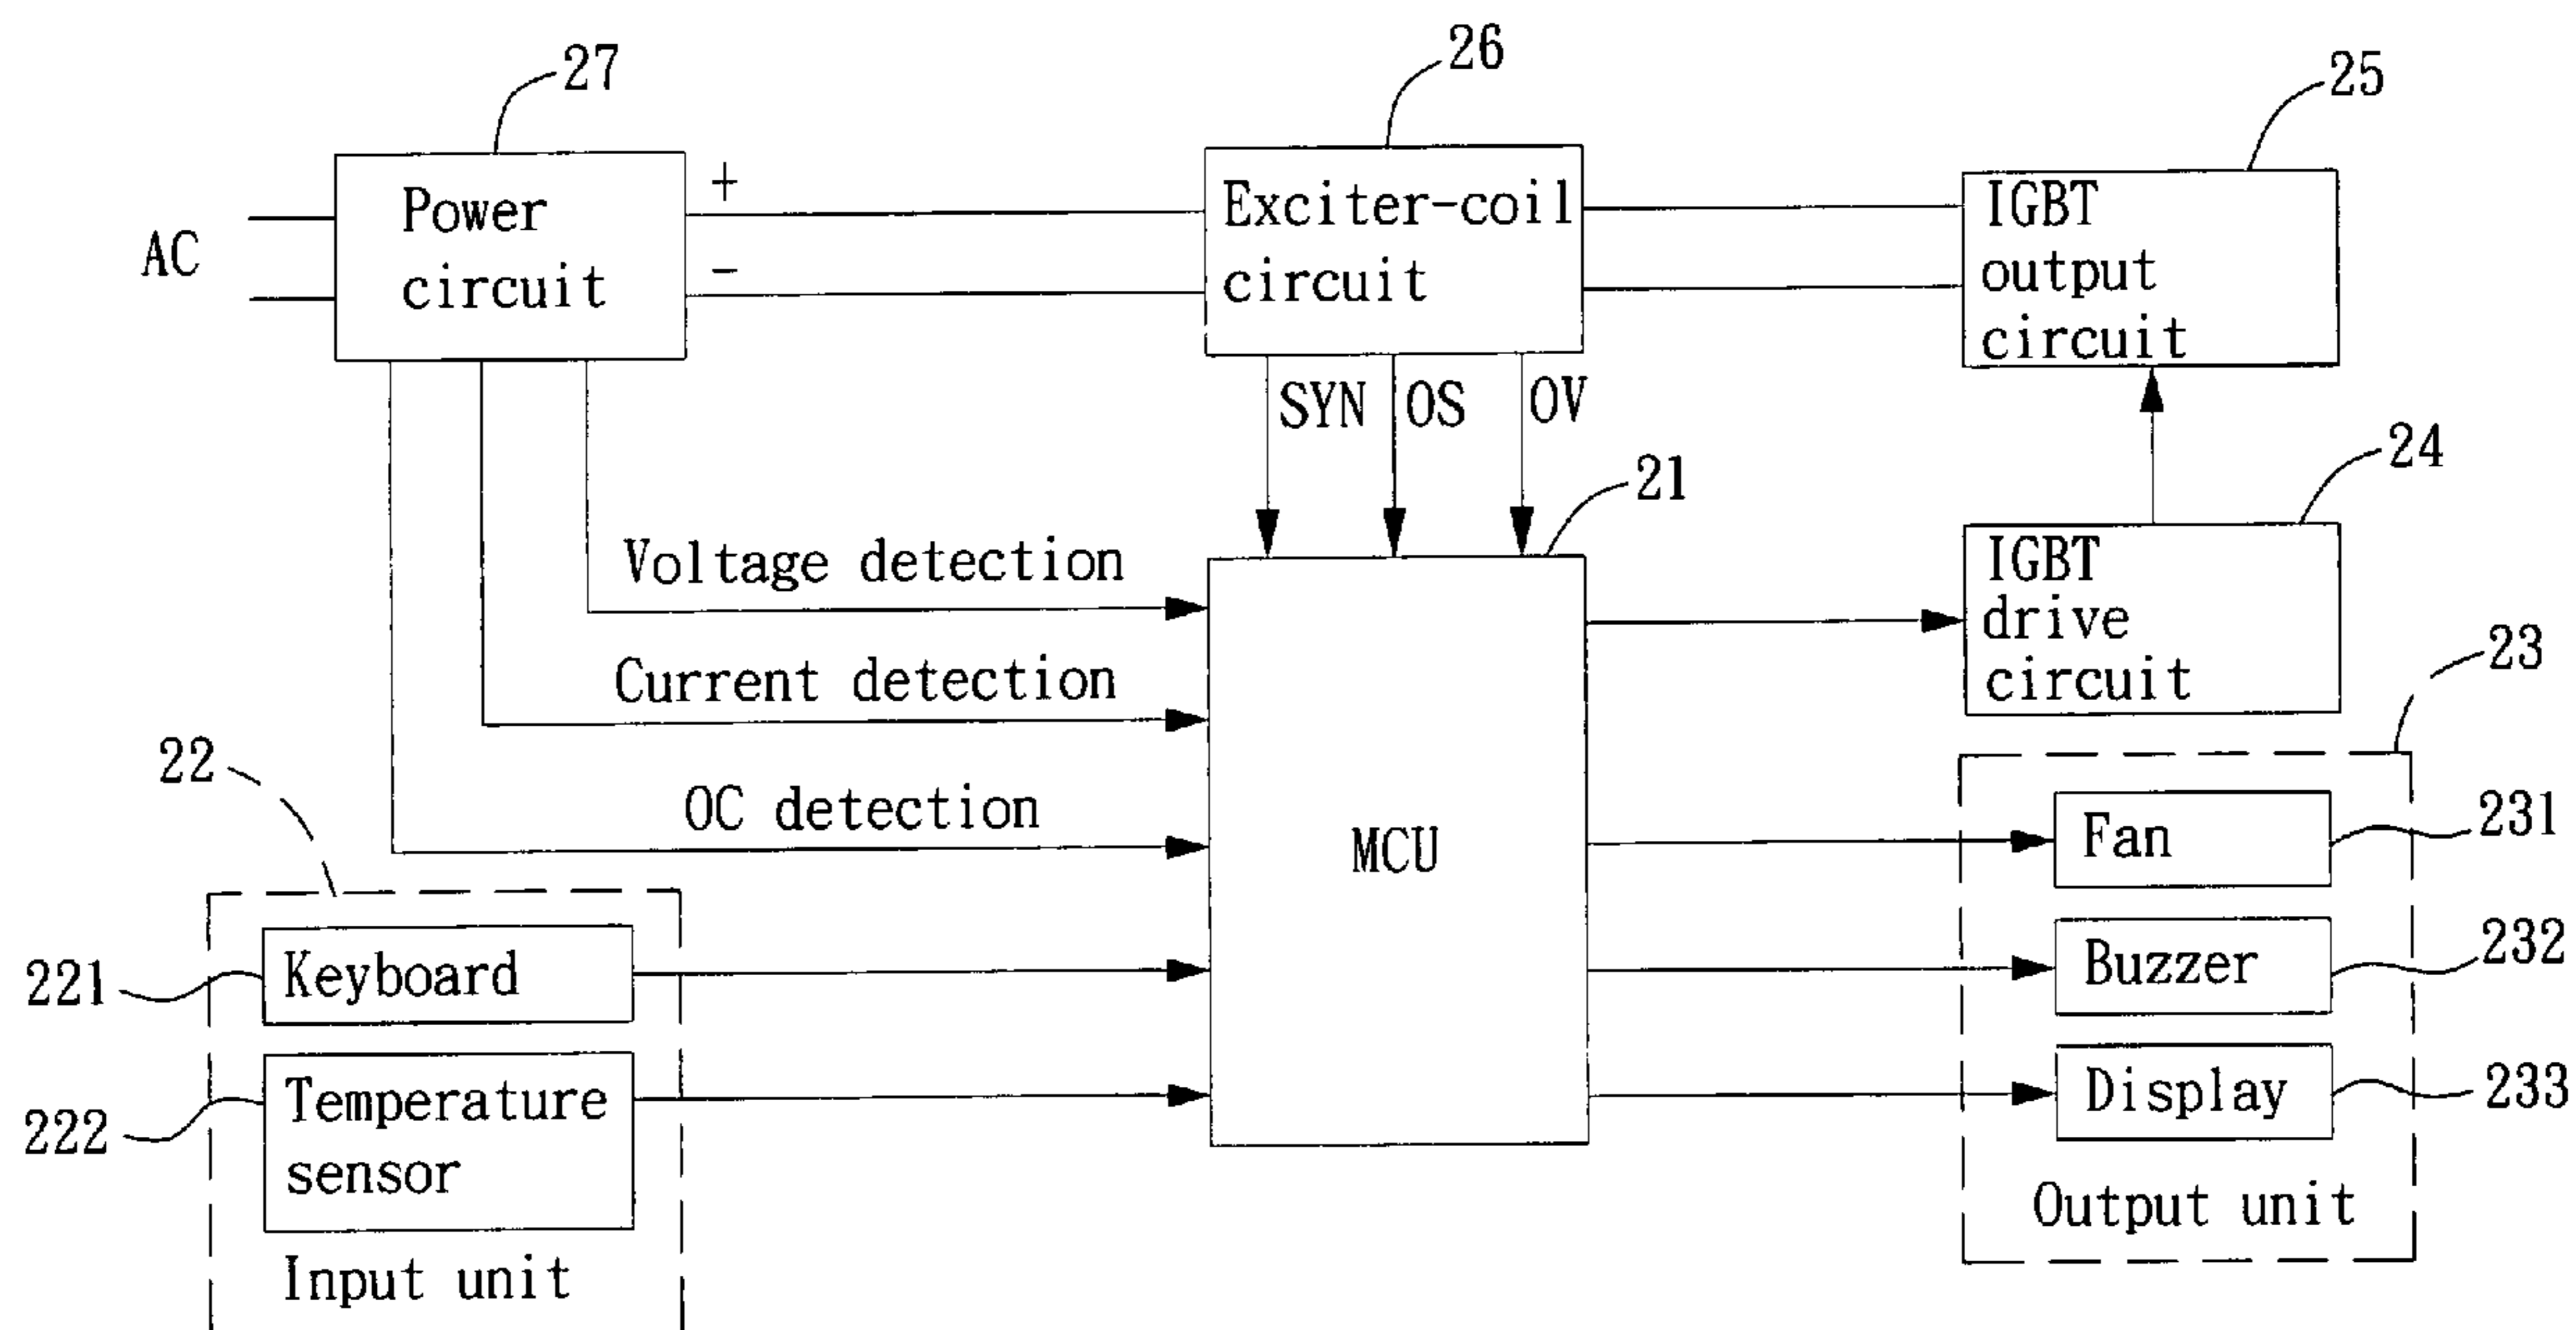 27
26
25
AC
Power
circuit
+
-
Exciter-coil
circuit
IGBT
output
circuit
SYN
OS
OV
21
24
Voltage detection
IGBT
drive
circuit
Current detection
23
22
OC detection
MCU
Fan
231
221
Keyboard
Buzzer
232
222
Temperature
sensor
Display
233
Input unit
Output unit